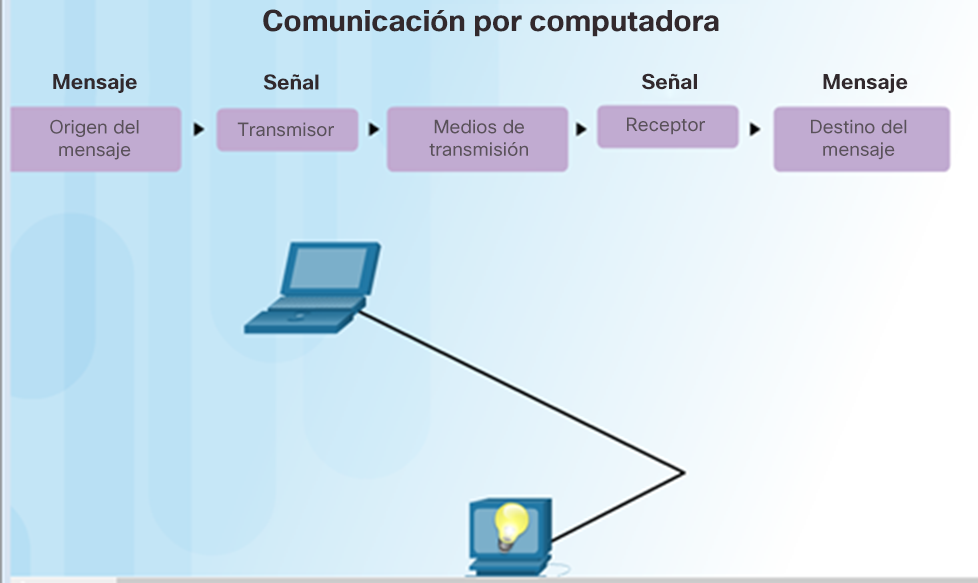 Comunicación por computadora
Mensaje
Señal
Señal
Mensaje
Origen del
mensaje
Transmisor
Medios de
transmisión
Receptor
Destino del
mensaje